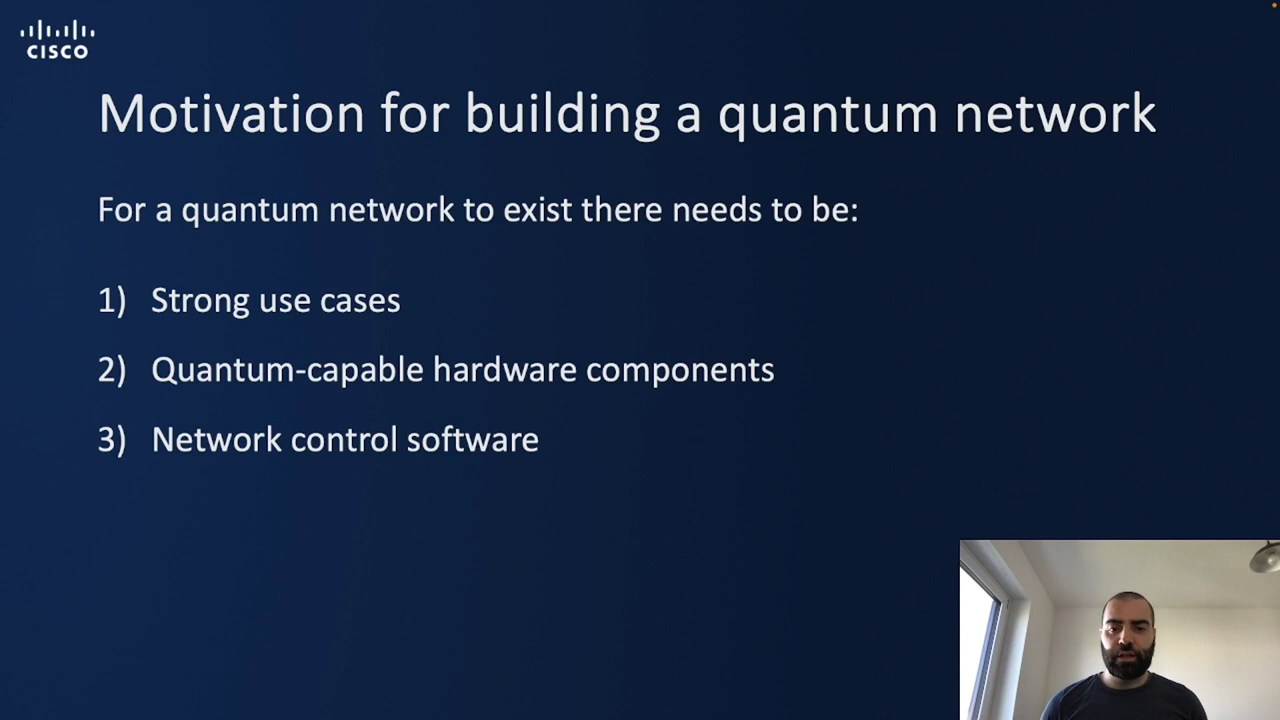 CISCO
Motivation for building a quantum network
For a quantum network to exist there needs to be:
1) Strong use cases
2) Quantum-capable hardware components
3) Network control software